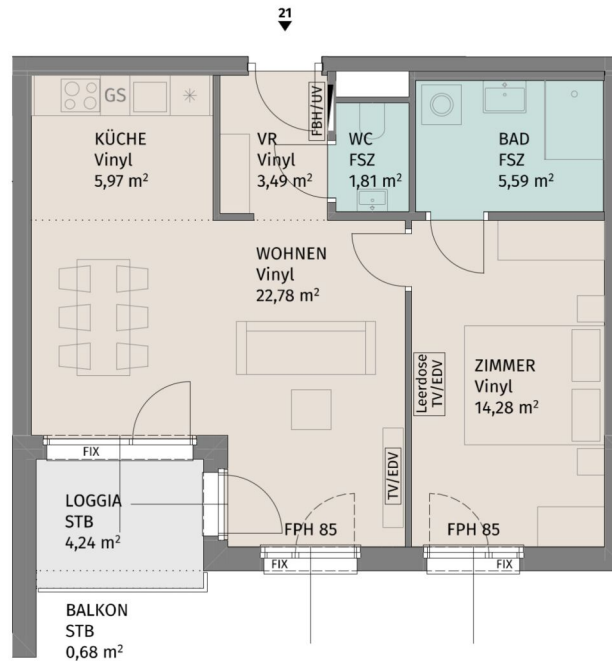 21
GS
FBH/UV
KÜCHE
Vinyl
5,97 m²
VR
Vinyl
3,49 m²
WC
FSZ
1,81 m²
BAD
FSZ
5,59 m²
WOHNEN
Vinyl
22,78 m²
Leerdose
TV/EDV
ZIMMER
Vinyl
14,28 m²
TV/EDV
FIX
LOGGIA
STB
4,24 m²
FPH 85
FPH 85
FIX
FIX
BALKON
STB
0,68 m²